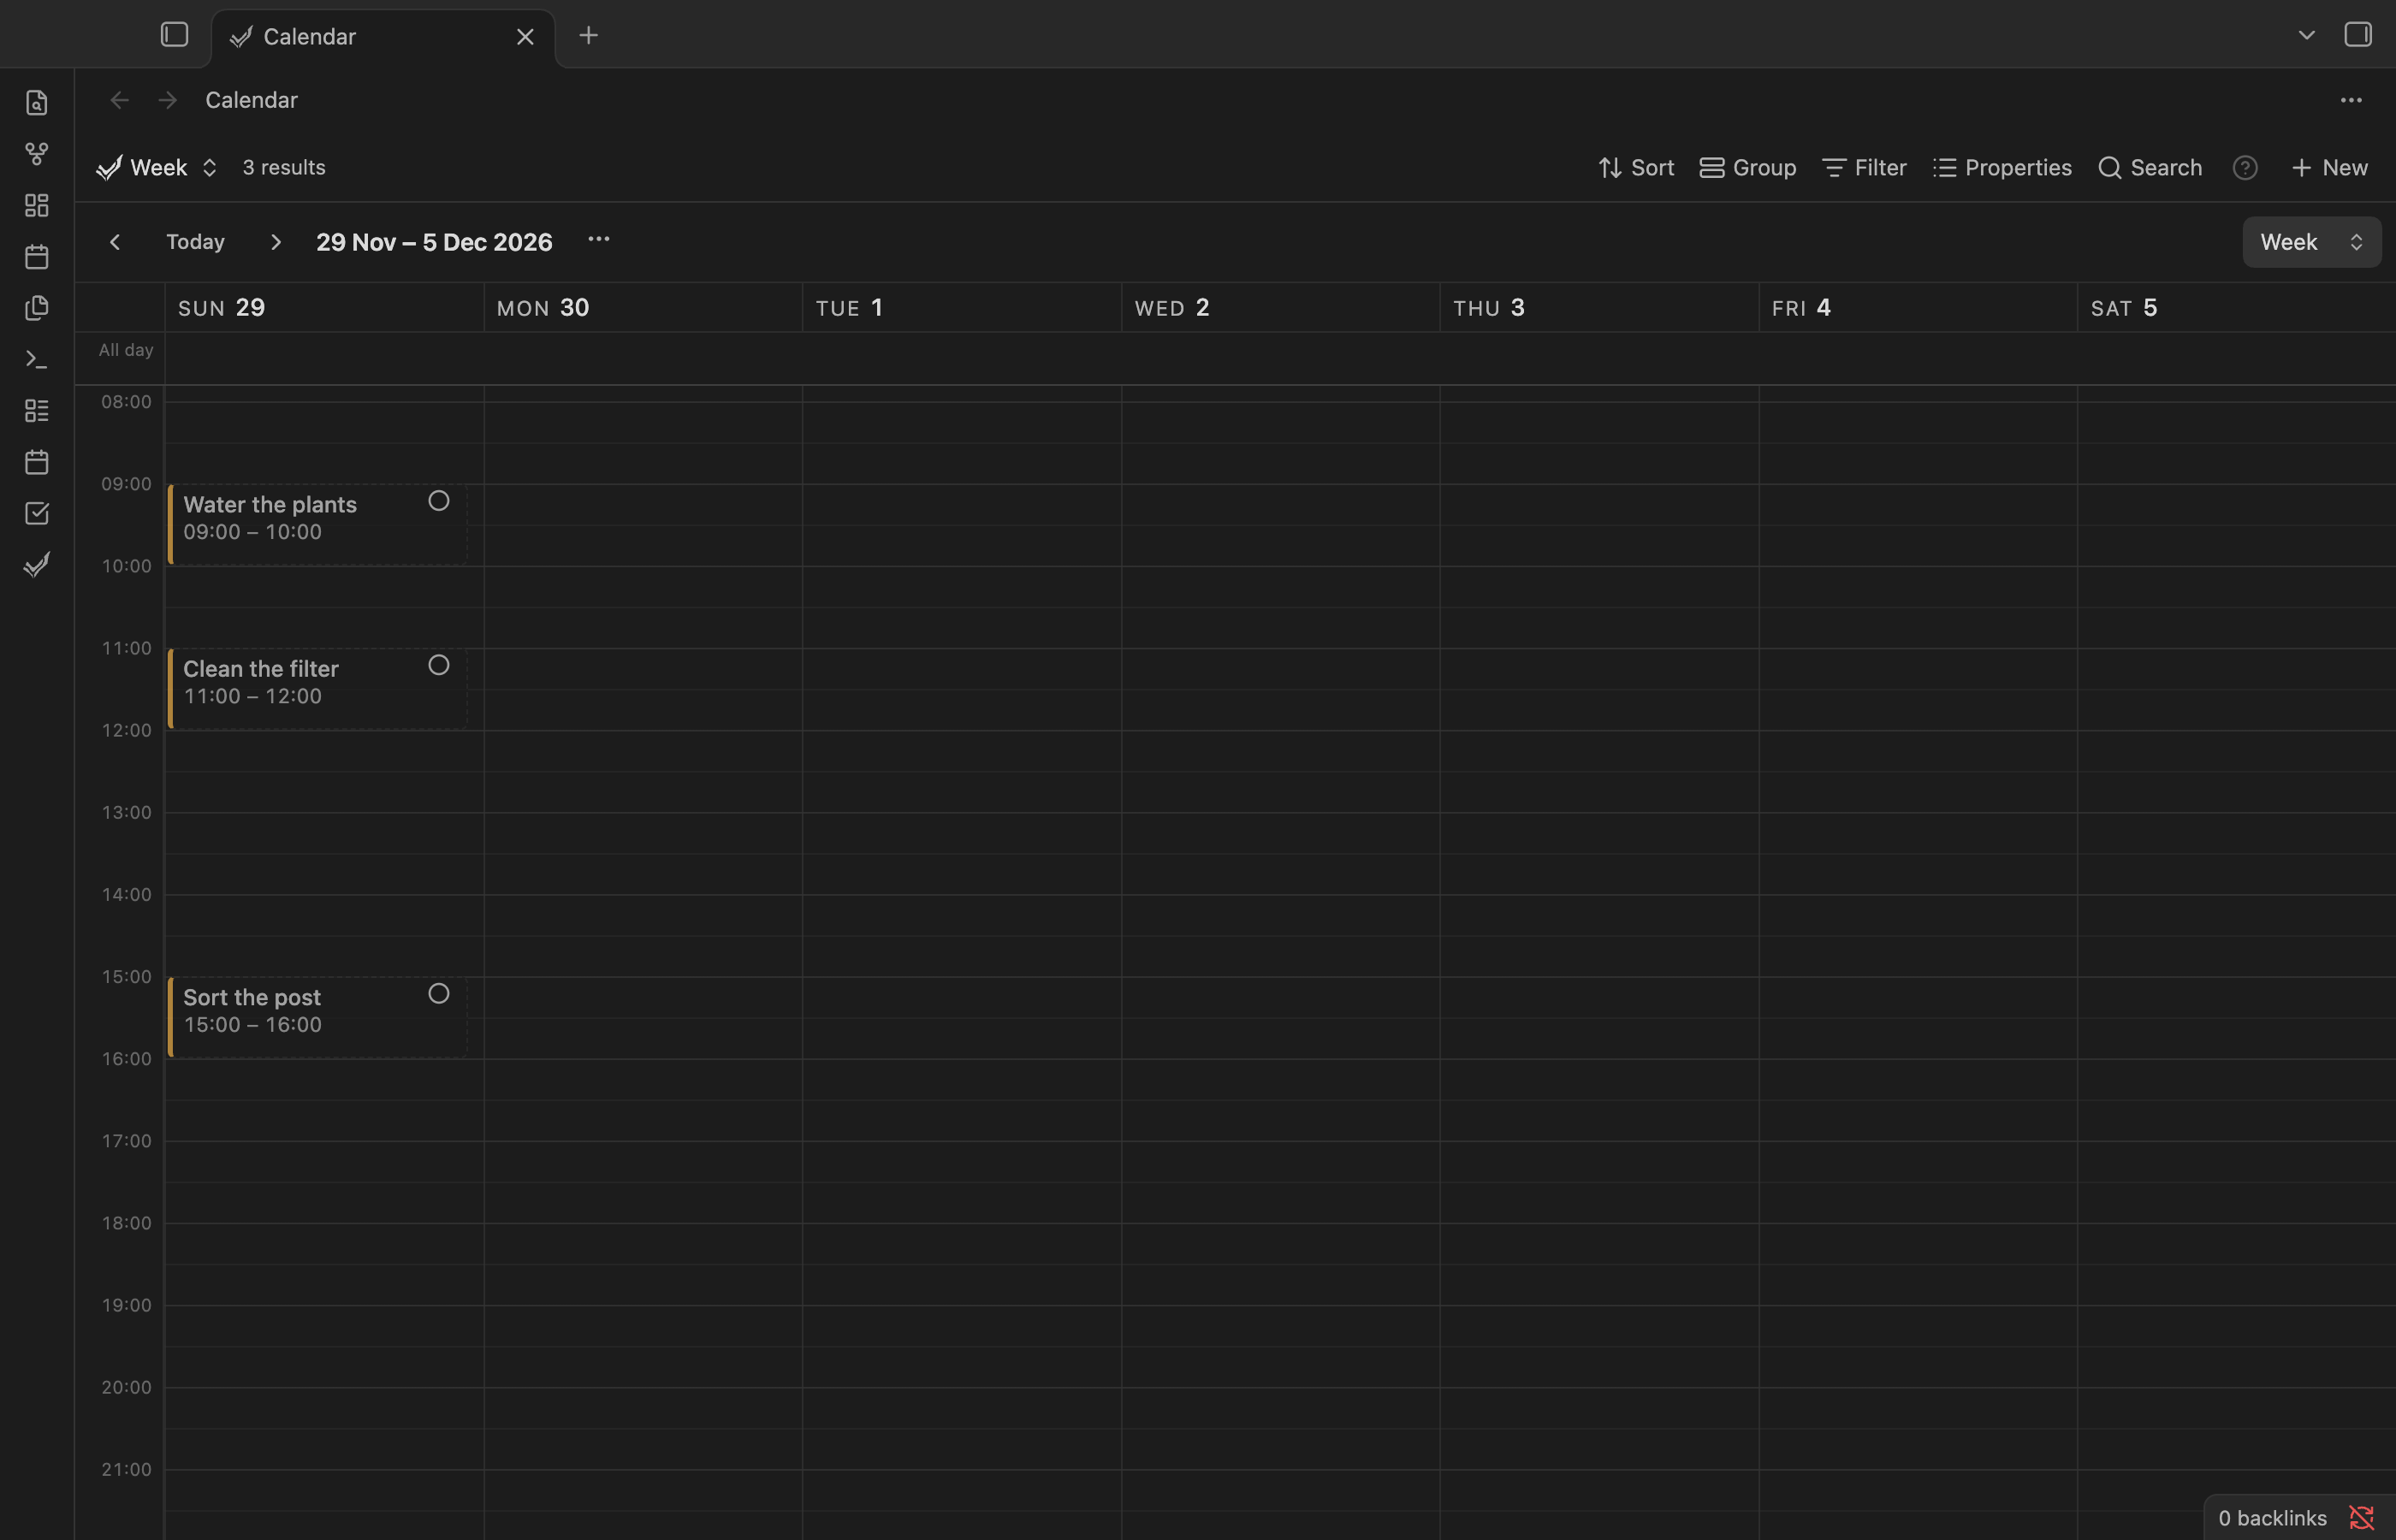 Calendar
Calendar
Week
3 results
Sort
Group
Filter
Properties
Search
New
Today
29 Nov – 5 Dec 2026
Week
SUN 29
MON 30
TUE 1
WED 2
THU 3
FRI 4
SAT 5
All day
08:00
09:00
Water the plants
09:00 – 10:00
10:00
11:00
Clean the filter
11:00 – 12:00
12:00
13:00
14:00
15:00
Sort the post
15:00 – 16:00
16:00
17:00
18:00
19:00
20:00
21:00
0 backlinks